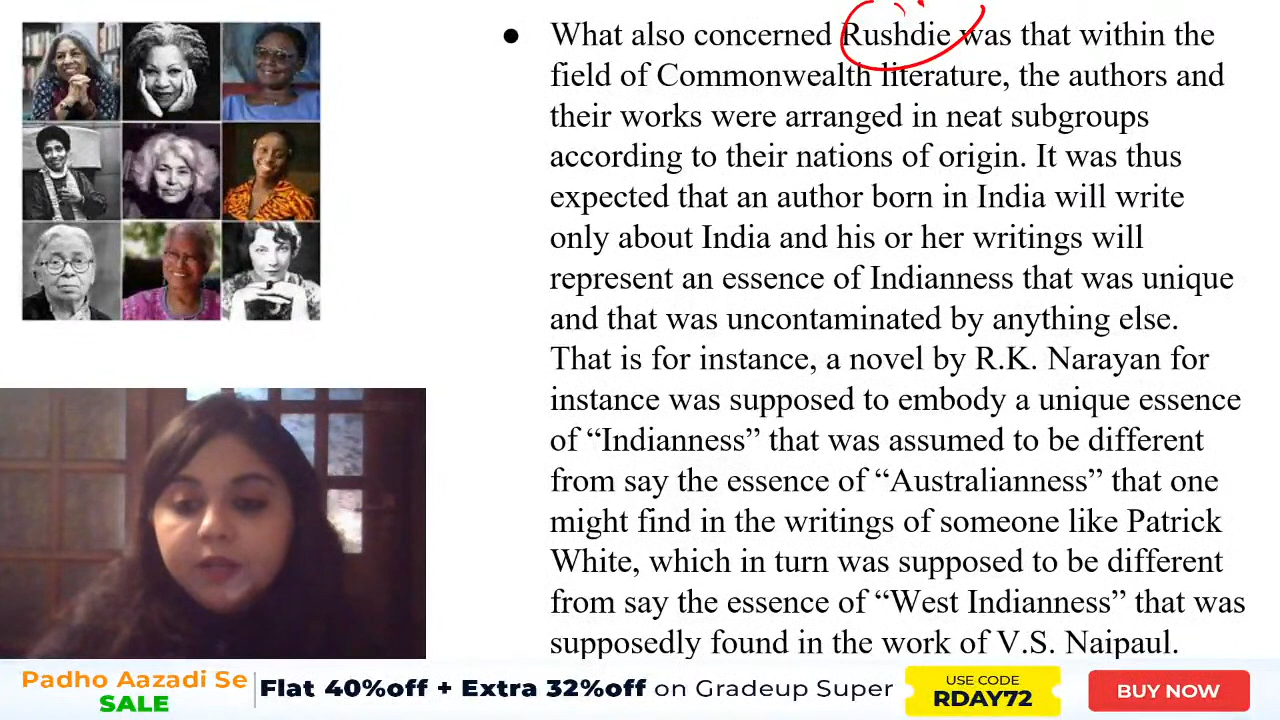 ● What also concerned Rushdie was that within the
field of Commonwealth literature, the authors and
their works were arranged in neat subgroups
according to their nations of origin. It was thus
expected that an author born in India will write
only about India and his or her writings will
represent an essence of Indianness that was unique
and that was uncontaminated by anything else.
That is for instance, a novel by R.K. Narayan for
instance was supposed to embody a unique essence
of “Indianness” that was assumed to be different
from say the essence of “Australianness” that one
might find in the writings of someone like Patrick
White, which in turn was supposed to be different
from say the essence of “West Indianness” that was
supposedly found in the work of V.S. Naipaul.
Padho Aazadi Se
SALE
Flat 40%off + Extra 32%off on Gradeup Super
USE CODE
RDAY72
BUY NOW